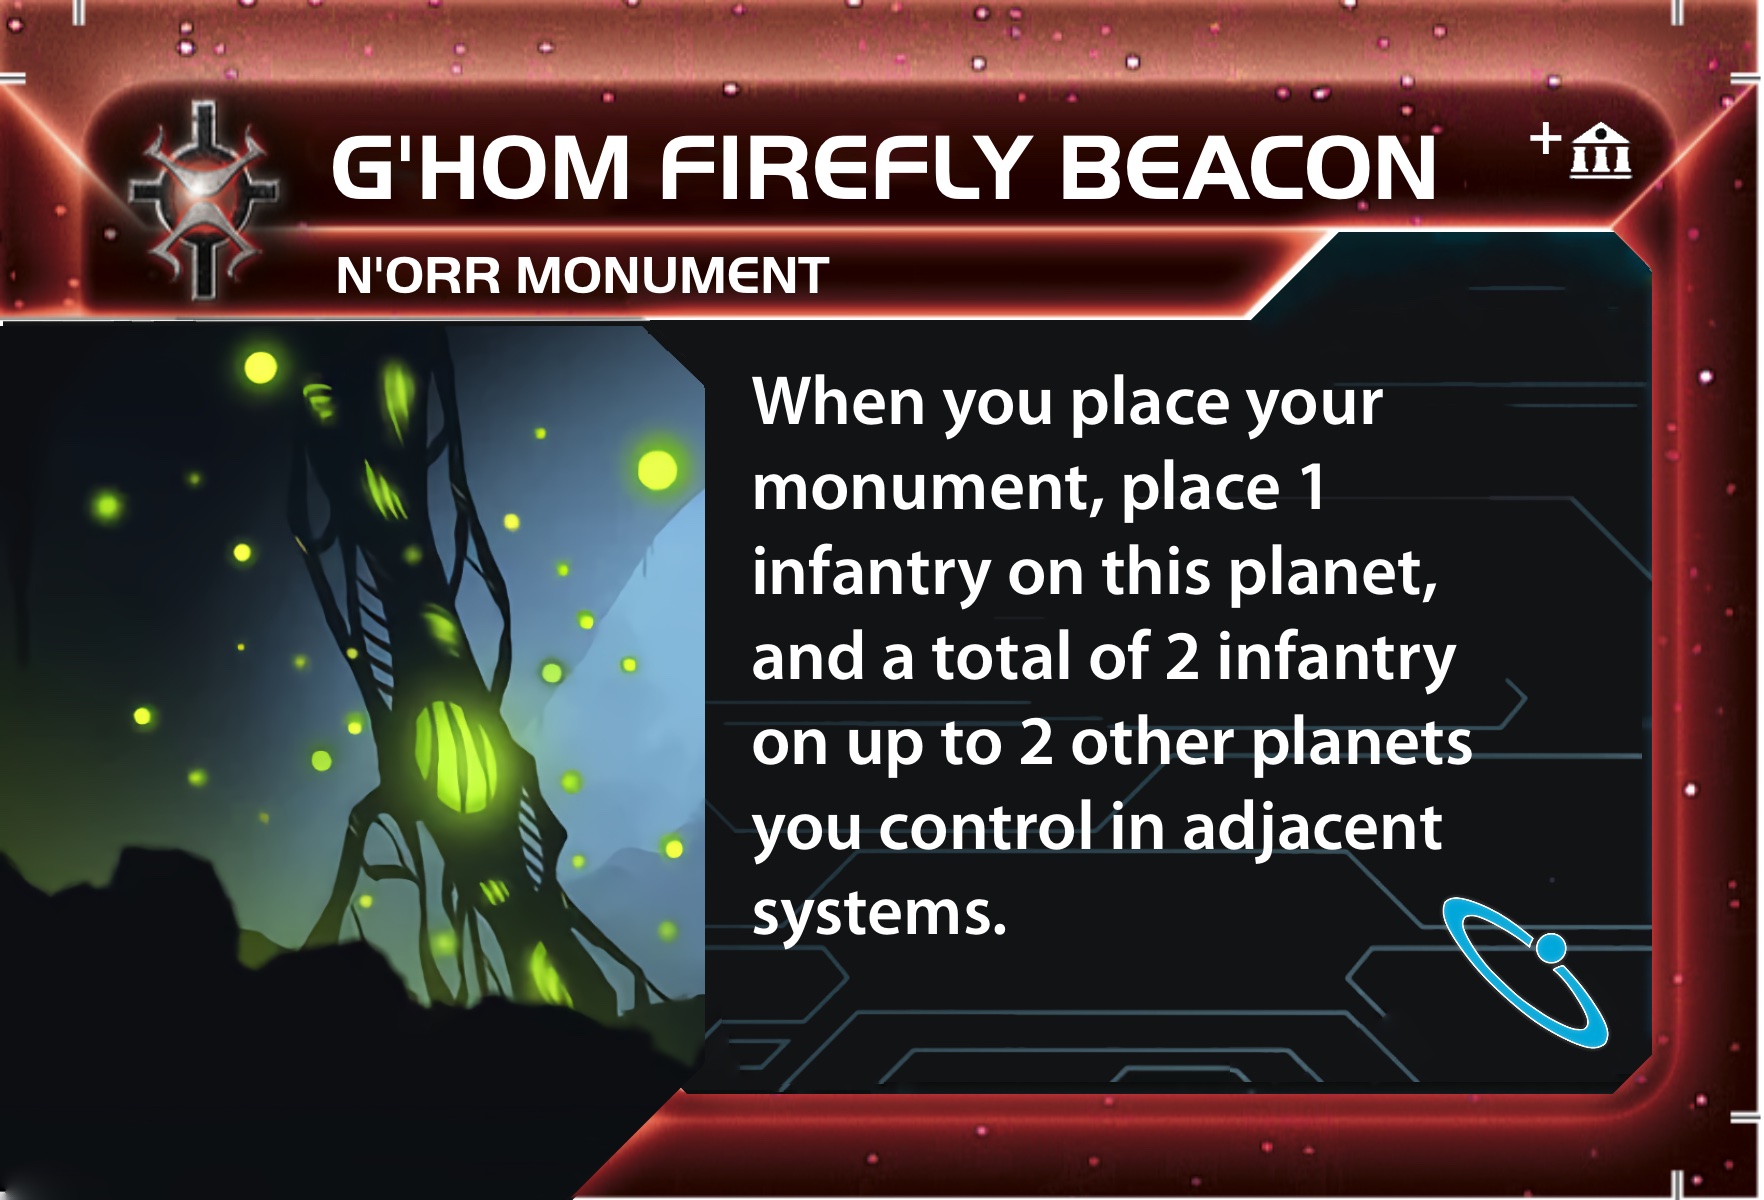 G'HOM FIREFLY BEACON
+
N'ORR MONUMENT
When you place your
monument, place 1
infantry on this planet,
and a total of 2 infantry
on up to 2 other planets
you control in adjacent
systems.